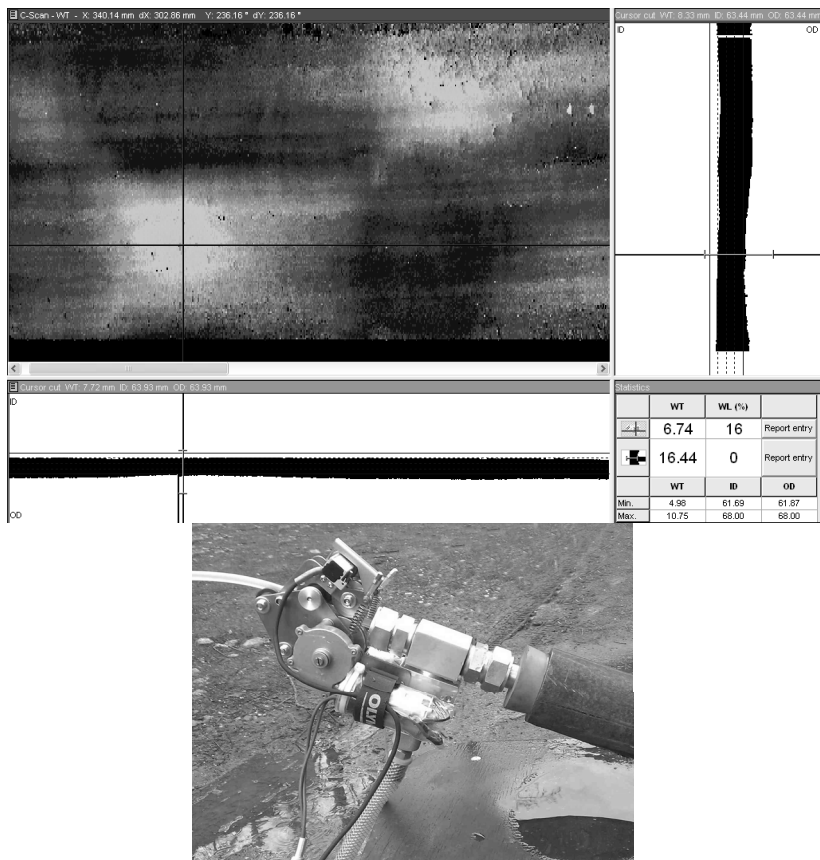 C-Scan - WT - X: 340.14 mm dX: 302.86 mm Y: 236.16 ° dY: 236.16 °
Cursor cut WT: 8.33 mm ID: 63.44 mm OD: 63.44 mm
ID OD
Cursor cut WT: 7.72 mm ID: 63.93 mm OD: 63.93 mm
ID
OD
Statistics
WT WL (%)
6.74 16 Report entry
16.44 0 Report entry
WT ID OD
Min. 4.98 61.69 61.87
Max. 10.75 68.00 68.00
OLY